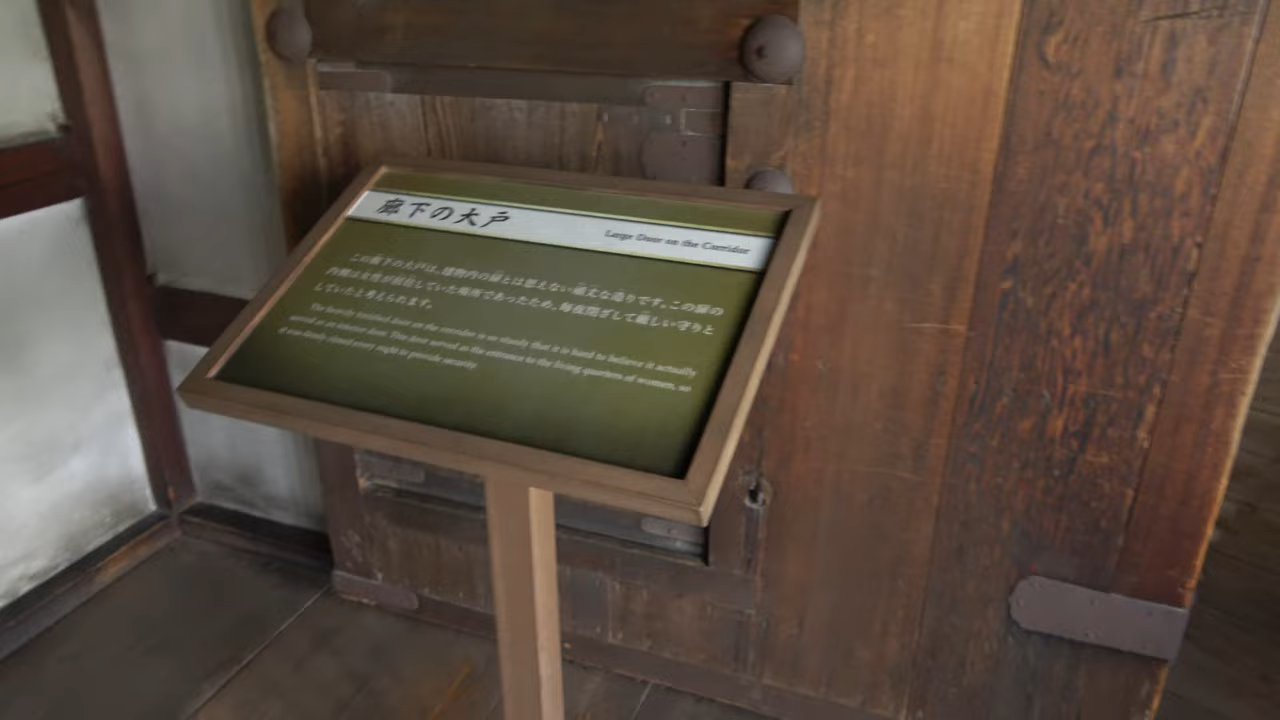 廊下の大戸
Large Door on the Corridor
この廊下の大戸は、建物内の扉とは思えない頑丈な造りです。この扉の
内側は女性が居住していた場所であったため、毎夜閉ざして厳しい守りと
していたと考えられます。
The heavily fortified door on the corridor is so sturdy that it is hard to believe it actually
served as an interior door. This door served as the entrance to the living quarters of women, so
it was closed every night to provide security.